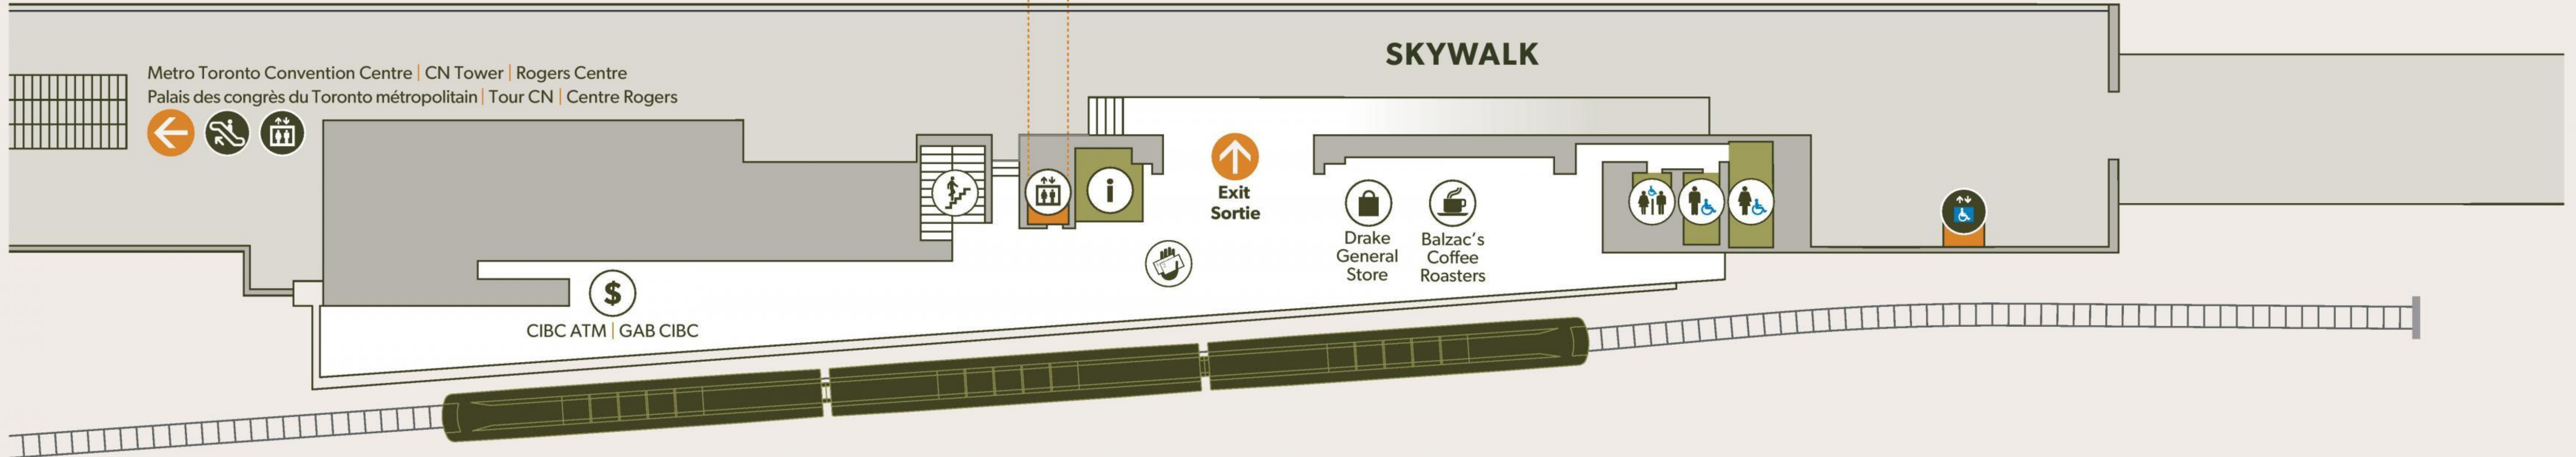 SKYWALK
Metro Toronto Convention Centre | CN Tower | Rogers Centre
Palais des congrès du Toronto métropolitain | Tour CN | Centre Rogers
i
Exit
Sortie
Drake
General
Store
Balzac's
Coffee
Roasters
$
CIBC ATM | GAB CIBC